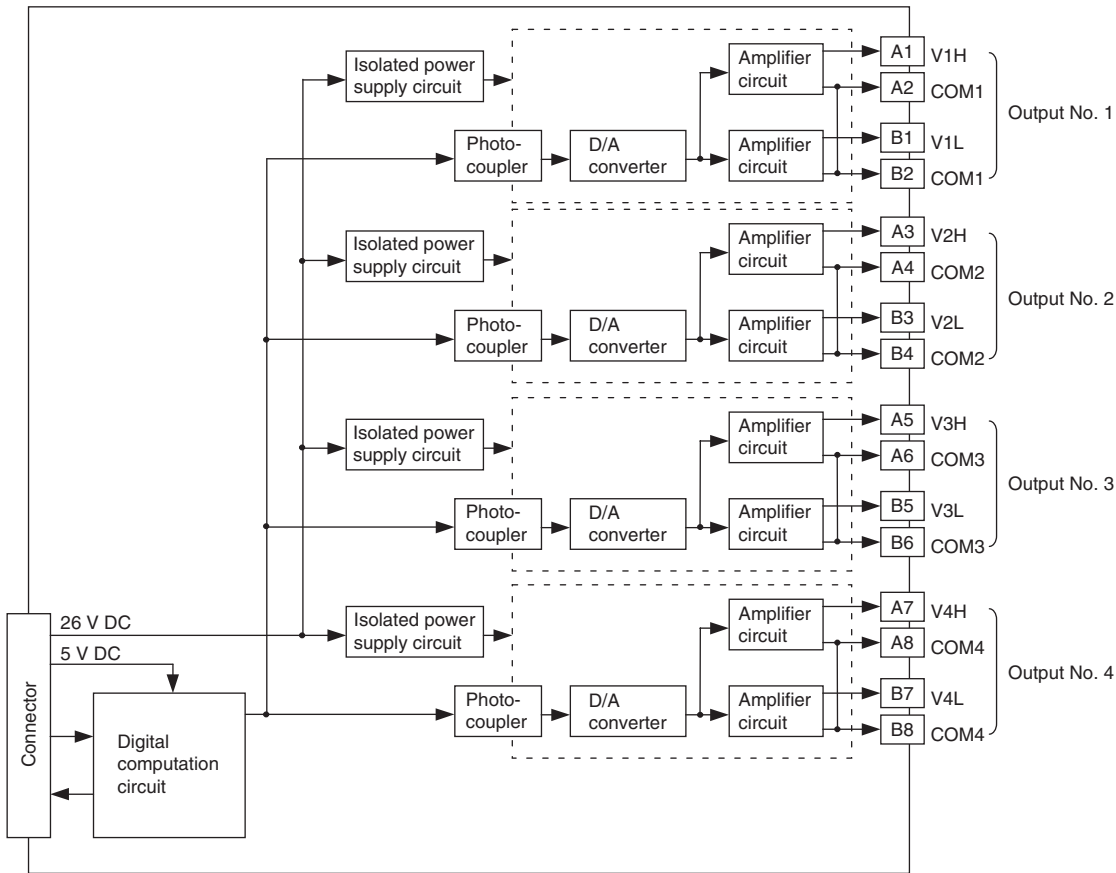 Isolated power
supply circuit
Amplifier
circuit
A1 V1H
A2 COM1
Output No. 1
Photo-
coupler
D/A
converter
Amplifier
circuit
B1 V1L
B2 COM1
Isolated power
supply circuit
Amplifier
circuit
A3 V2H
A4 COM2
Output No. 2
Photo-
coupler
D/A
converter
Amplifier
circuit
B3 V2L
B4 COM2
Isolated power
supply circuit
Amplifier
circuit
A5 V3H
A6 COM3
Output No. 3
Photo-
coupler
D/A
converter
Amplifier
circuit
B5 V3L
B6 COM3
26 V DC
5 V DC
Isolated power
supply circuit
Amplifier
circuit
A7 V4H
A8 COM4
Output No. 4
Photo-
coupler
D/A
converter
Amplifier
circuit
B7 V4L
B8 COM4
Connector
Digital
computation
circuit